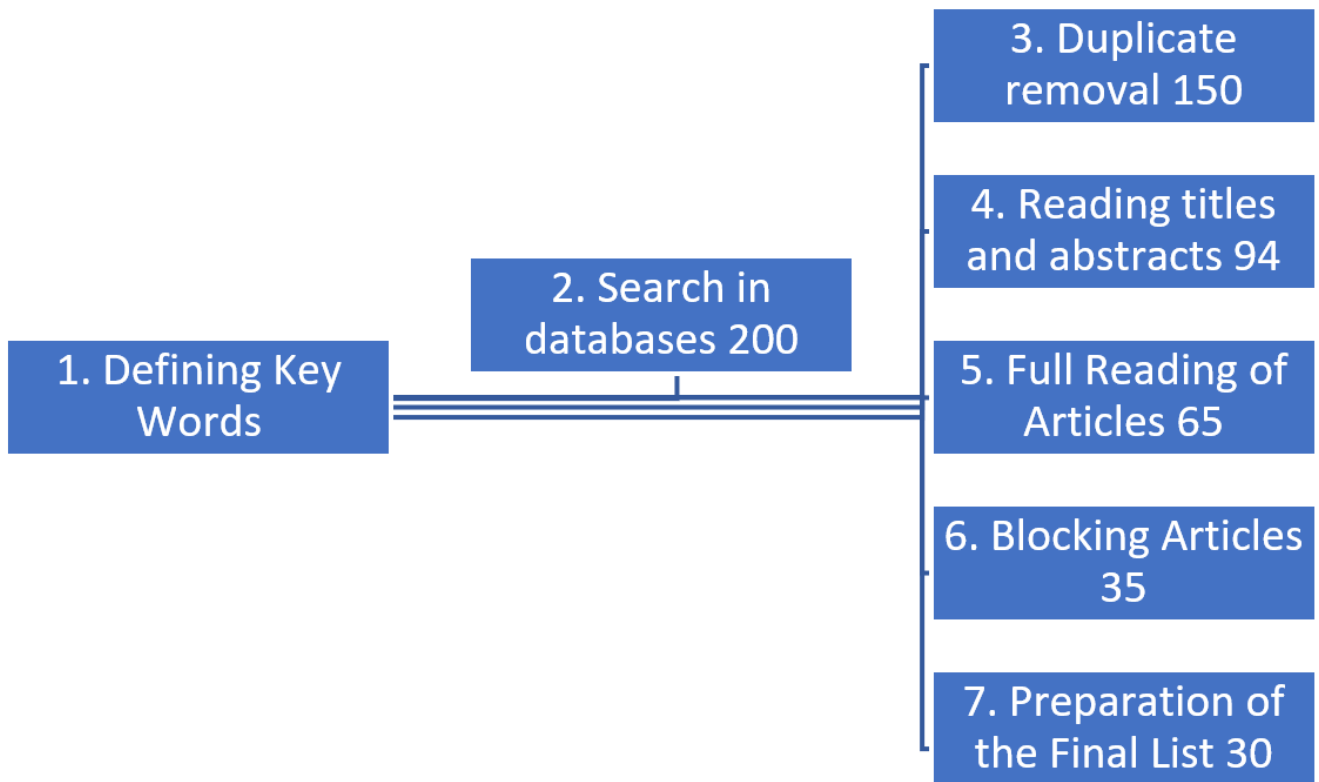 1. Defining Key
Words
2. Search in
databases 200
3. Duplicate
removal 150
4. Reading titles
and abstracts 94
5. Full Reading of
Articles 65
6. Blocking Articles
35
7. Preparation of
the Final List 30